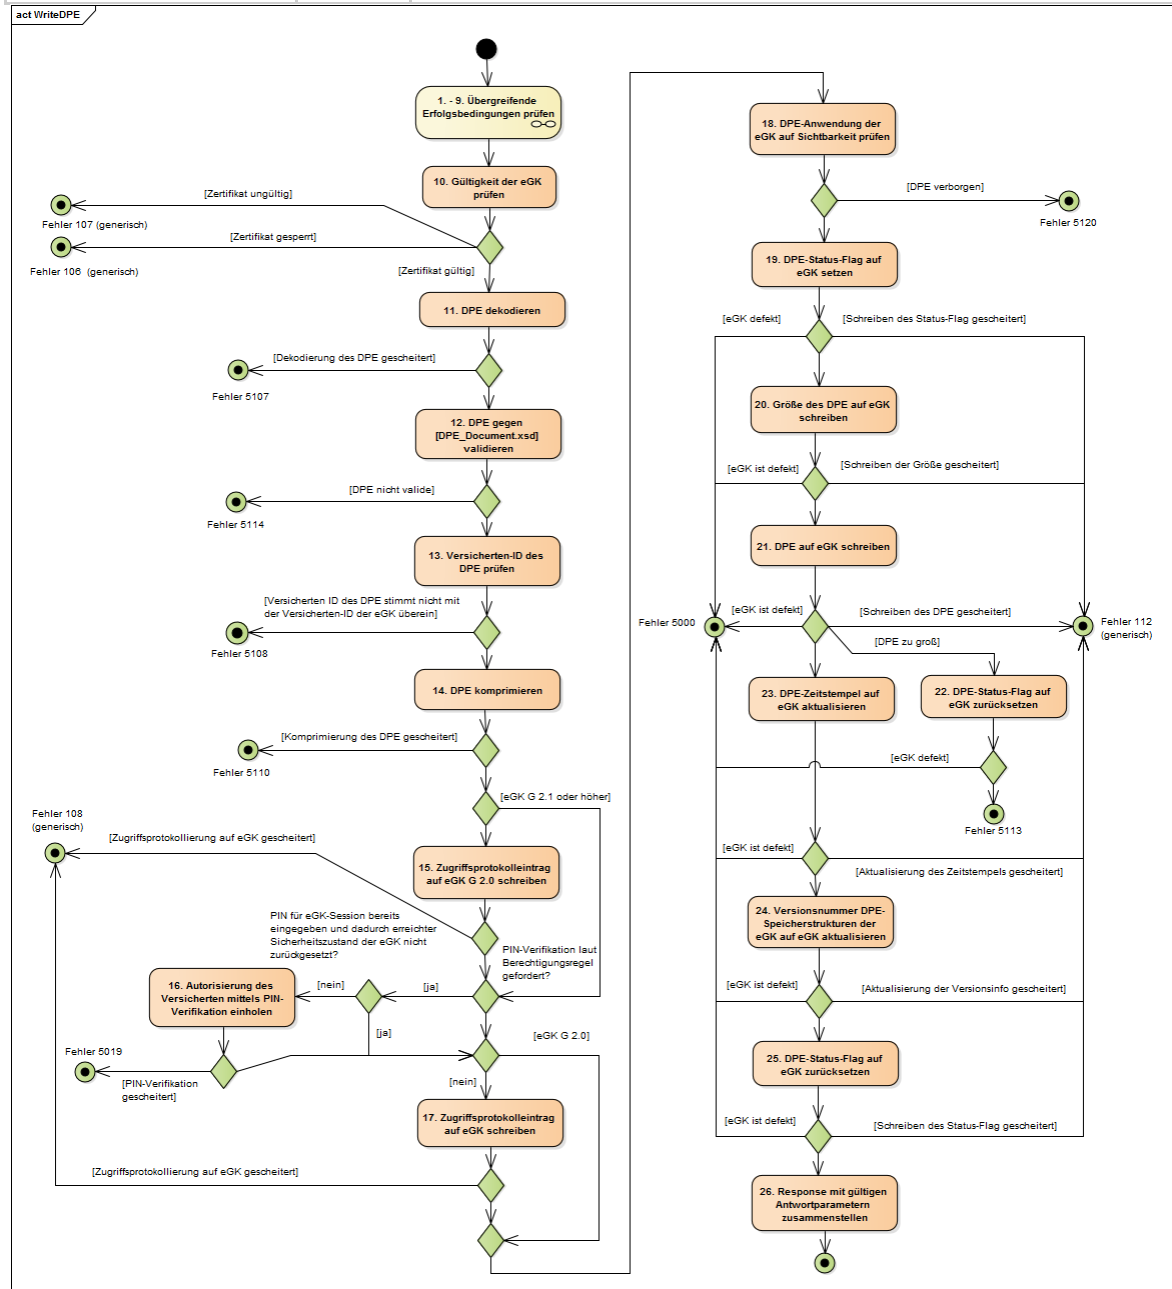 act WriteDPE
1. - 9. Übergreifende
Erfolgsbedingungen prüfen
10. Gültigkeit der eGK
prüfen
[Zertifikat ungültig]
Fehler 107 (generisch)
[Zertifikat gesperrt]
Fehler 106  (generisch)
[Zertifikat gültig]
11. DPE dekodieren
[Dekodierung des DPE gescheitert]
Fehler 5107
12. DPE gegen
[DPE_Document.xsd]
validieren
[DPE nicht valide]
Fehler 5114
13. Versicherten-ID des
DPE prüfen
[Versicherten ID des DPE stimmt nicht mit
der Versicherten-ID der eGK überein]
Fehler 5108
14. DPE komprimieren
[Komprimierung des DPE gescheitert]
Fehler 5110
[eGK G 2.1 oder höher]
Fehler 108
(generisch)
[Zugriffsprotokollierung auf eGK gescheitert]
15. Zugriffsprotokolleintrag
auf eGK G 2.0 schreiben
PIN für eGK-Session bereits
eingegeben und dadurch erreichter
Sicherheitszustand der eGK nicht
zurückgesetzt?
PIN-Verifikation laut
Berechtigungsregel
gefordert?
16. Autorisierung des
Versicherten mittels PIN-
Verifikation einholen
[nein]
[ja]
[ja]
[eGK G 2.0]
Fehler 5019
[PIN-Verifikation
gescheitert]
[nein]
17. Zugriffsprotokolleintrag
auf eGK schreiben
[Zugriffsprotokollierung auf eGK gescheitert]
18. DPE-Anwendung der
eGK auf Sichtbarkeit prüfen
[DPE verborgen]
Fehler 5120
19. DPE-Status-Flag auf
eGK setzen
[eGK defekt]
[Schreiben des Status-Flag gescheitert]
20. Größe des DPE auf eGK
schreiben
[eGK ist defekt]
[Schreiben der Größe gescheitert]
21. DPE auf eGK schreiben
[eGK ist defekt]
[Schreiben des DPE gescheitert]
Fehler 5000
Fehler 112
(generisch)
[DPE zu groß]
23. DPE-Zeitstempel auf
eGK aktualisieren
22. DPE-Status-Flag auf
eGK zurücksetzen
[eGK defekt]
Fehler 5113
[eGK ist defekt]
[Aktualisierung des Zeitstempels gescheitert]
24. Versionsnummer DPE-
Speicherstrukturen der
eGK auf eGK aktualisieren
[eGK ist defekt]
[Aktualisierung der Versionsinfo gescheitert]
25. DPE-Status-Flag auf
eGK zurücksetzen
[eGK ist defekt]
[Schreiben des Status-Flag gescheitert]
26. Response mit gültigen
Antwortparametern
zusammenstellen